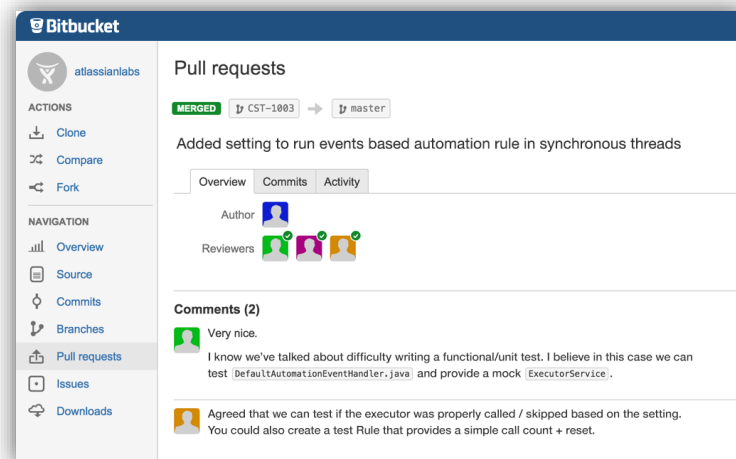 Bitbucket
atlassianlabs
ACTIONS
Clone
Compare
Fork
NAVIGATION
Overview
Source
Commits
Branches
Pull requests
Issues
Downloads
Pull requests
MERGED CST-1003 master
Added setting to run events based automation rule in synchronous threads
Overview Commits Activity
Author
Reviewers
Comments (2)
Very nice.
I know we've talked about difficulty writing a functional/unit test. I believe in this case we can
test DefaultAutomationEventHandler.java and provide a mock ExecutorService.
Agreed that we can test if the executor was properly called / skipped based on the setting.
You could also create a test Rule that provides a simple call count + reset.